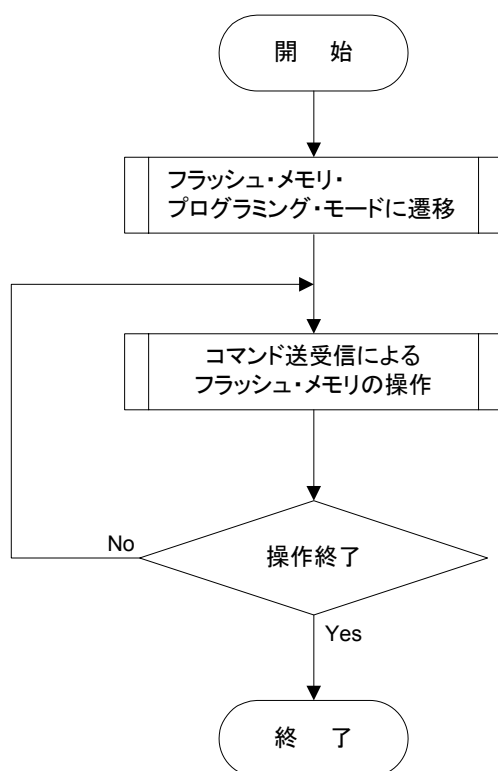 開 始
フラッシュ・メモリ・
プログラミング・モードに遷移
コマンド送受信による
フラッシュ・メモリの操作
操作終了
No
Yes
終 了